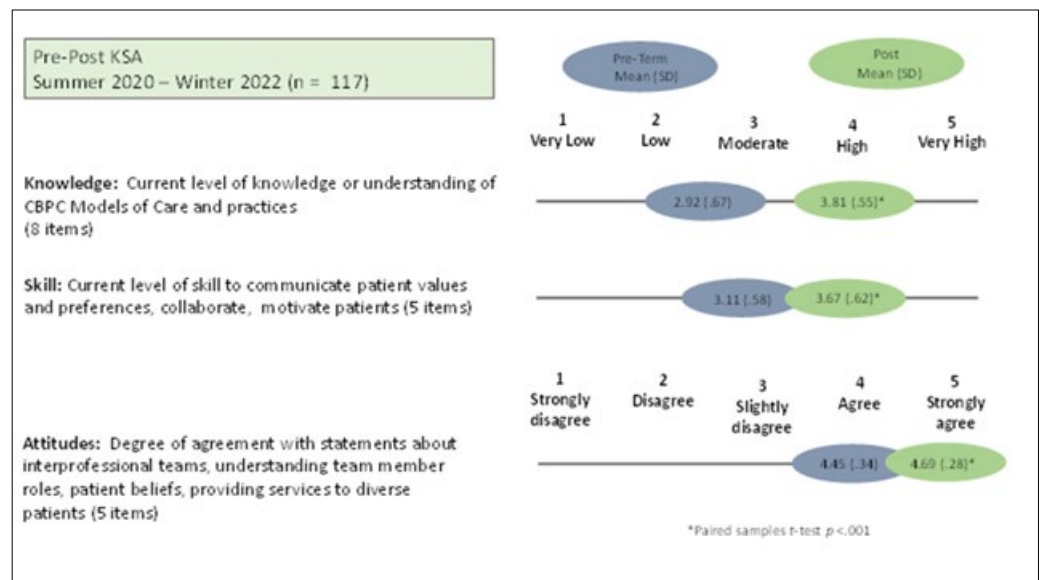 Pre-Post KSA
Summer 2020 – Winter 2022 (n = 117)
Pre-Term
Mean (SD)
Post
Mean (SD)
1
Very Low
2
Low
3
Moderate
4
High
5
Very High
Knowledge: Current level of knowledge or understanding of
CBPC Models of Care and practices
(8 items)
2.92 (.67)
3.81 (.55)*
Skill: Current level of skill to communicate patient values
and preferences, collaborate, motivate patients (5 items)
3.11 (.58)
3.67 (.62)*
1
Strongly
disagree
2
Disagree
3
Slightly
disagree
4
Agree
5
Strongly
agree
Attitudes: Degree of agreement with statements about
interprofessional teams, understanding team member
roles, patient beliefs, providing services to diverse
patients (5 items)
4.45 (.34)
4.69 (.28)*
*Paired samples t-test p <.001